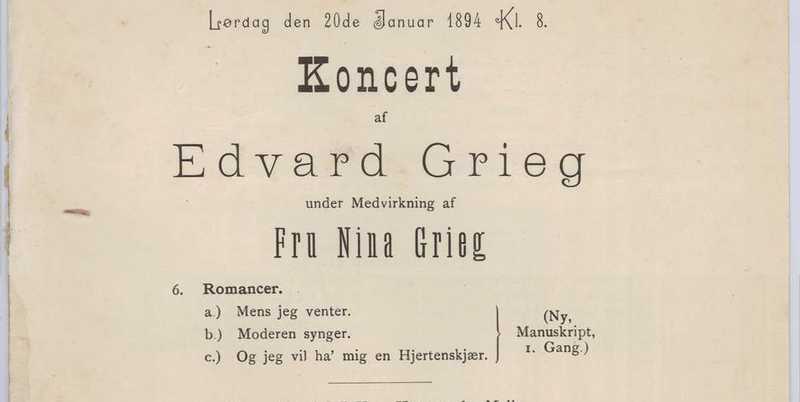 Lørdag den 20de Januar 1894 Kl. 8.
Koncert
af
Edvard Grieg
under Medvirkning af
Fru Nina Grieg
6. Romancer.
a.) Mens jeg venter.
b.) Moderen synger.
c.) Og jeg vil ha' mig en Hjertenskjær.
(Ny,
Manuskript,
1. Gang.)